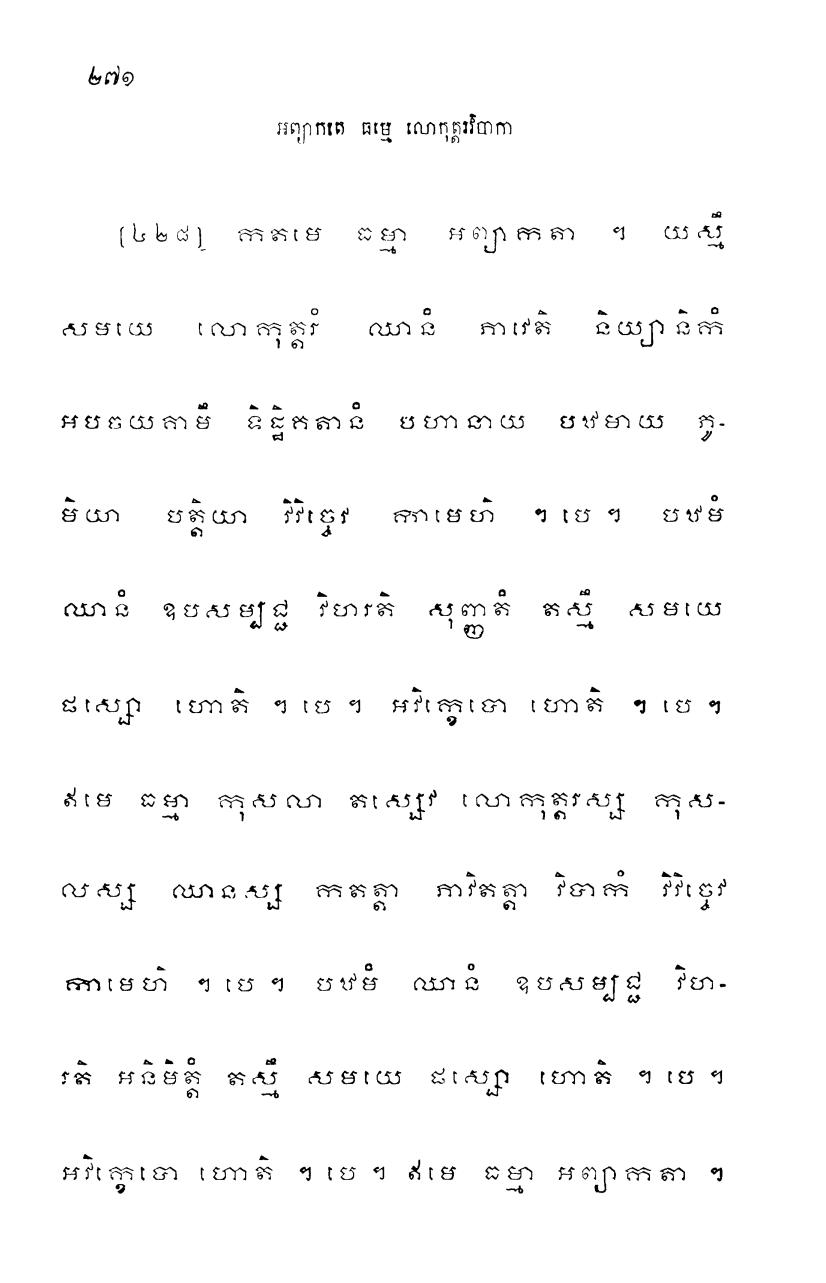 ២៧១
អព្យាកតេ ធម្មេ លោកុត្តរវិបាកា
[៤២៨] កតមេ ធម្មា អព្យាកតា ។ យស្មឹ
សមយេ លោកុត្តរំ ឈានំ ភាវេតិ និយ្យានិកំ
អបចយគាមឹ ទិដ្ឋិគតានំ បហានាយ បឋមាយ ភូ-
មិយា បត្តិយា វិវិច្ចេវ កាមេហិ ។ បេ ។ បឋមំ
ឈានំ ឧបសម្បជ្ជ វិហរតិ សុញ្ញតំ តស្មឹ សមយេ
ផស្សោ ហោតិ ។ បេ ។ អវិក្ខេបោ ហោតិ ។ បេ ។
ឥមេ ធម្មា កុសលា តស្សេវ លោកុត្តរស្ស កុស-
លស្ស ឈានស្ស កតត្តា ភាវិតត្តា វិបាកំ វិវិច្ចេវ
កាមេហិ ។ បេ ។ បឋមំ ឈានំ ឧបសម្បជ្ជ វិហ-
រតិ អនិមិត្តំ តស្មឹ សមយេ ផស្សោ ហោតិ ។ បេ ។
អវិក្ខេបោ ហោតិ ។ បេ ។ ឥមេ ធម្មា អព្យាកតា ។